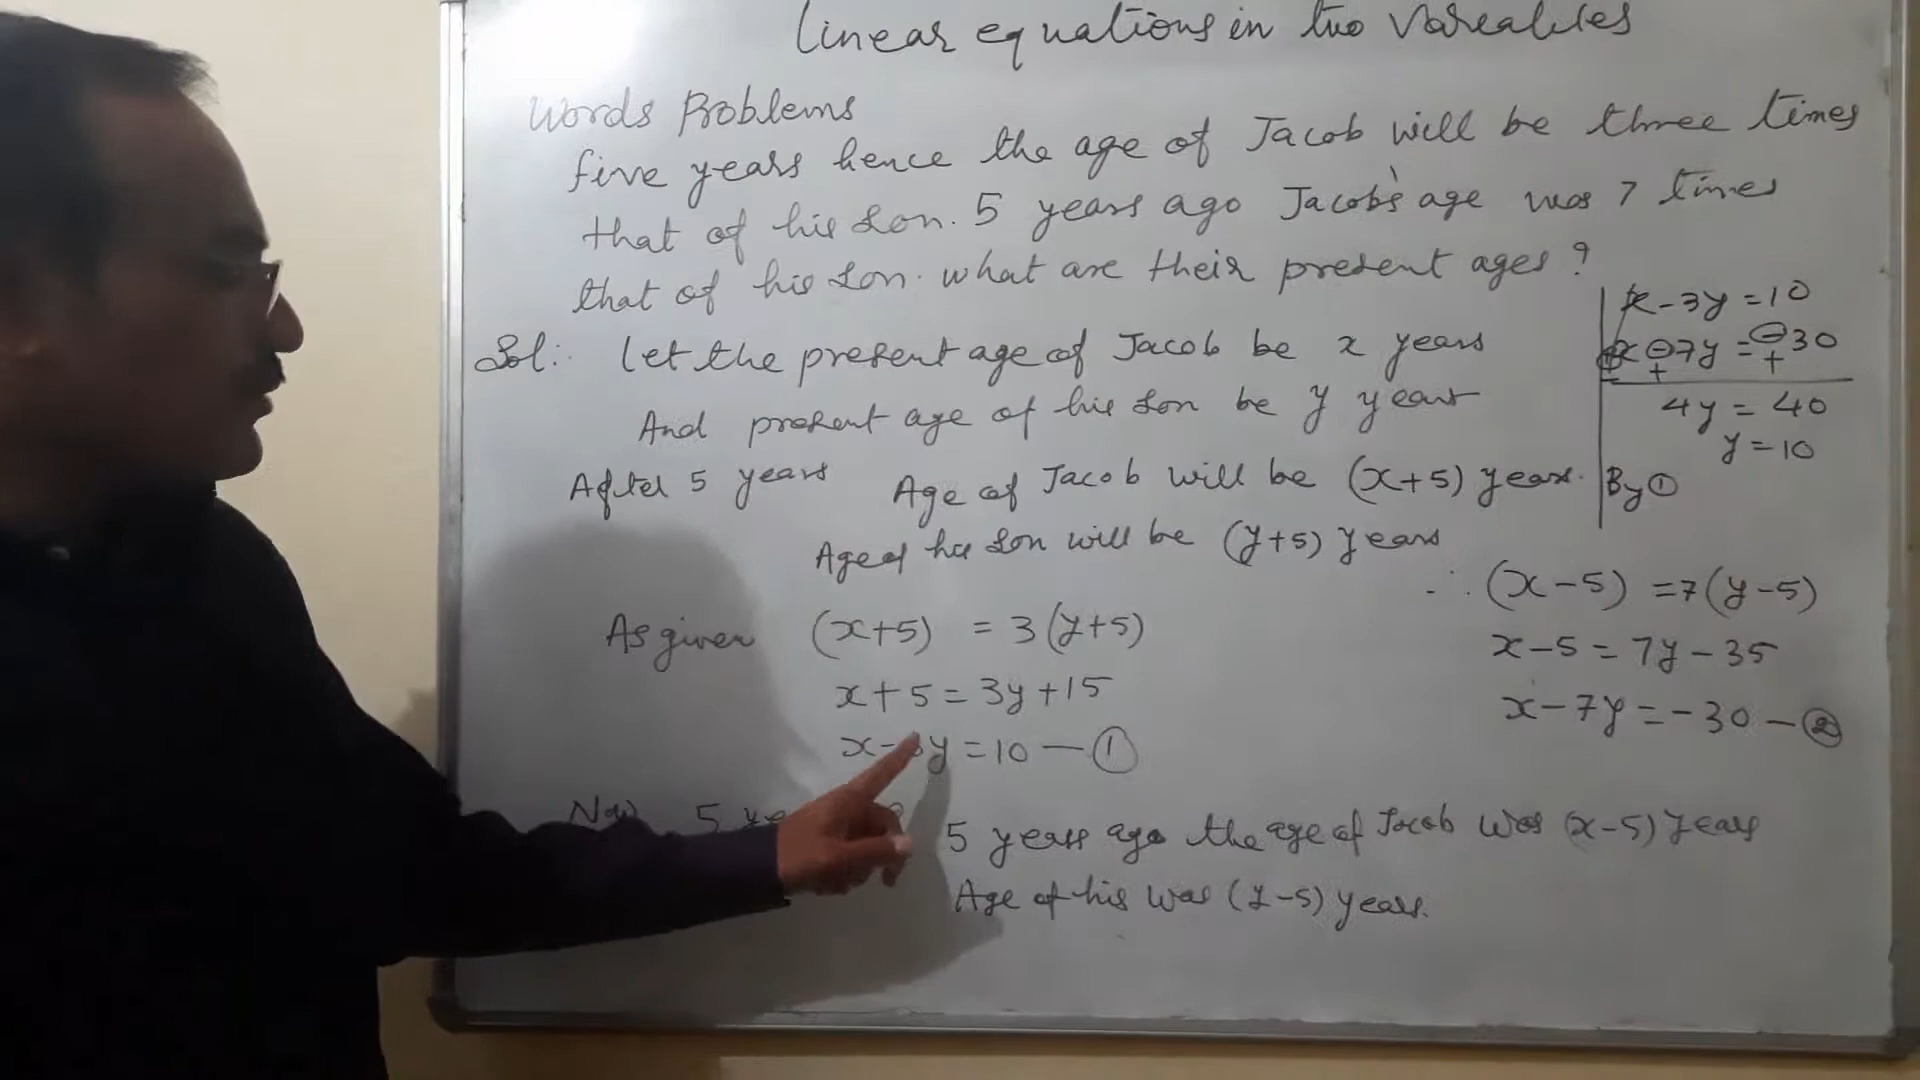 Linear equations in two Variables
Words Problems
five years hence the age of Jacob will be three times
that of his son. 5 years ago Jacob's age was 7 times
that of his son. what are their present ages?
Sol:. Let the present age of Jacob be x years
And present age of his son be y years
After 5 years Age of Jacob will be (x+5) years.
Age of his son will be (y+5) years
As given (x+5) = 3(y+5)
x+5 = 3y+15
x-3y = 10 — ①
Now 5
5 years ago the age of Jacob was (x-5) years
Age of his was (y-5) years.
x-3y = 10
x-7y = -30
- + +
4y = 40
y = 10
By ①
∴ (x-5) = 7(y-5)
x-5 = 7y-35
x-7y = -30 — ②